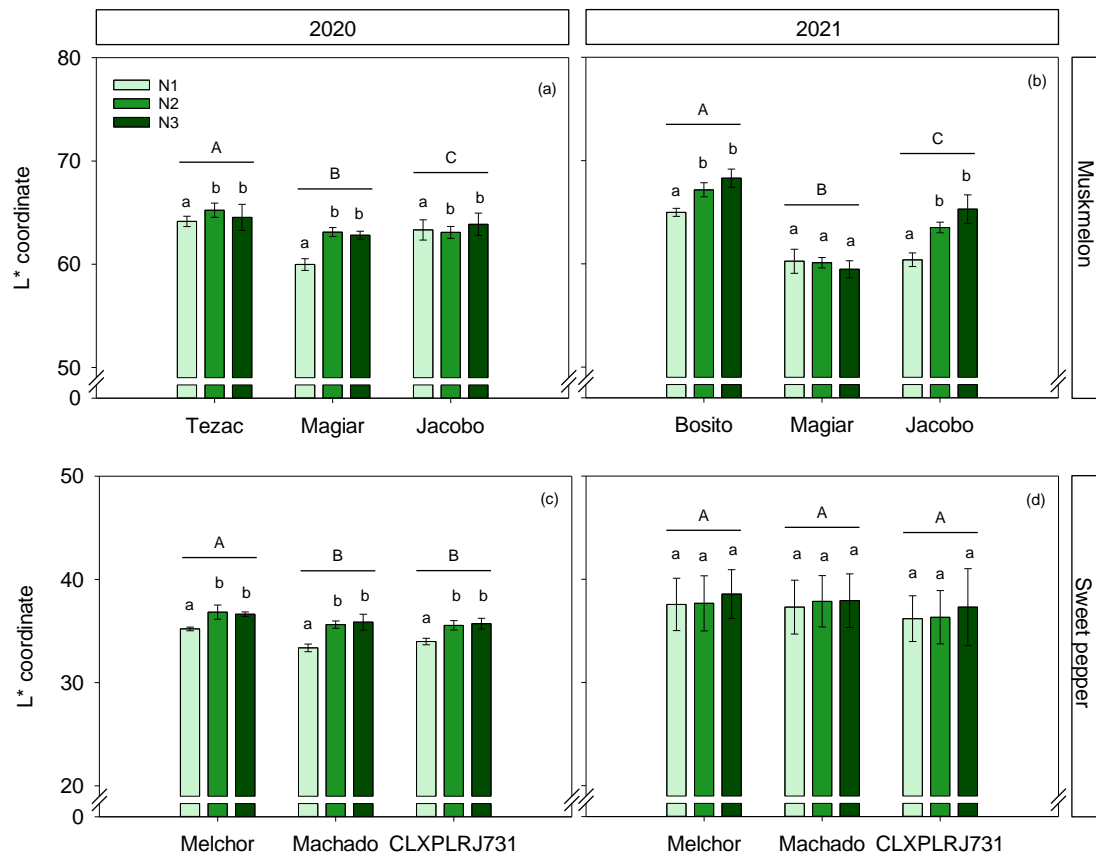 2020
2021
80
70
60
50
0
L* coordinate
N1
N2
N3
(a)
A
B
C
a b b
a b b
a b b
Tezac Magiar Jacobo
(b)
A
B
C
a b b
a a a
a b b
Bosito Magiar Jacobo
Muskmelon
50
40
30
20
0
L* coordinate
(c)
A
B
B
a b b
a b b
a b b
Melchor Machado CLXPLRJ731
(d)
A
A
A
a a a
a a a
a a a
Melchor Machado CLXPLRJ731
Sweet pepper